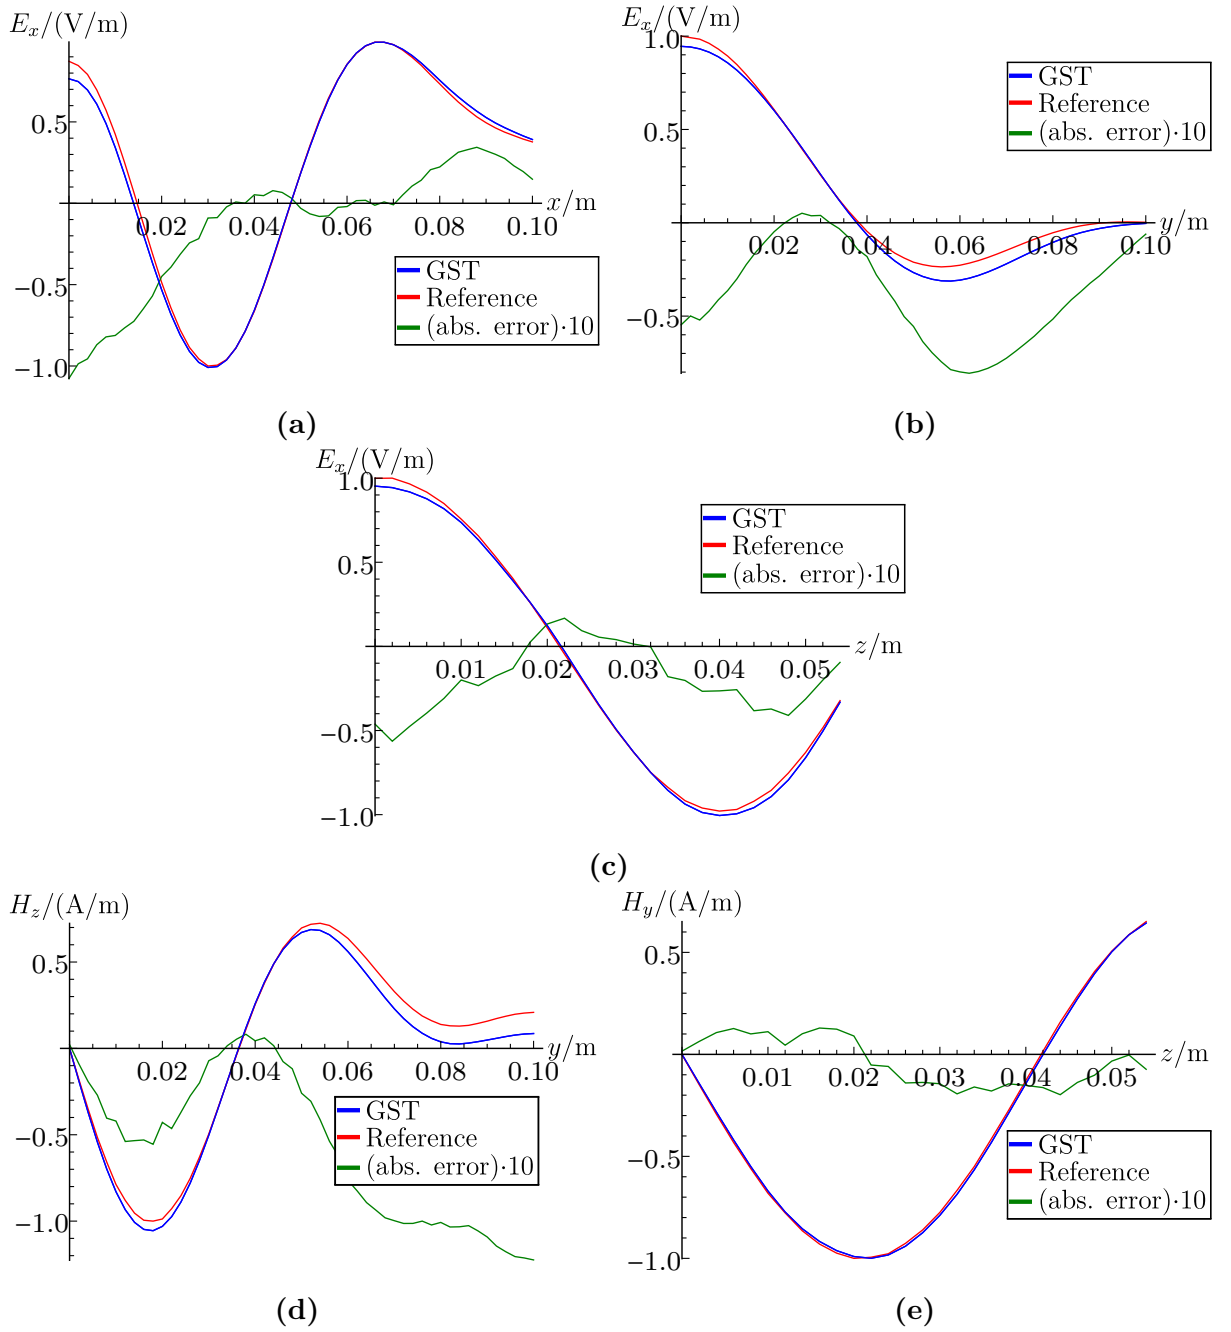 E_x/(V/m)
0.5
−0.5
−1.0
0.02 0.04 0.06 0.08 0.10
x/m
GST
Reference
(abs. error)·10
(a)
E_x/(V/m)
1.0
0.5
−0.5
0.02 0.04 0.06 0.08 0.10
y/m
GST
Reference
(abs. error)·10
(b)
E_x/(V/m)
1.0
0.5
−0.5
−1.0
0.01 0.02 0.03 0.04 0.05
z/m
GST
Reference
(abs. error)·10
(c)
H_z/(A/m)
0.5
−0.5
−1.0
0.02 0.04 0.06 0.08 0.10
y/m
GST
Reference
(abs. error)·10
(d)
H_y/(A/m)
0.5
−0.5
−1.0
0.01 0.02 0.03 0.04 0.05
z/m
GST
Reference
(abs. error)·10
(e)